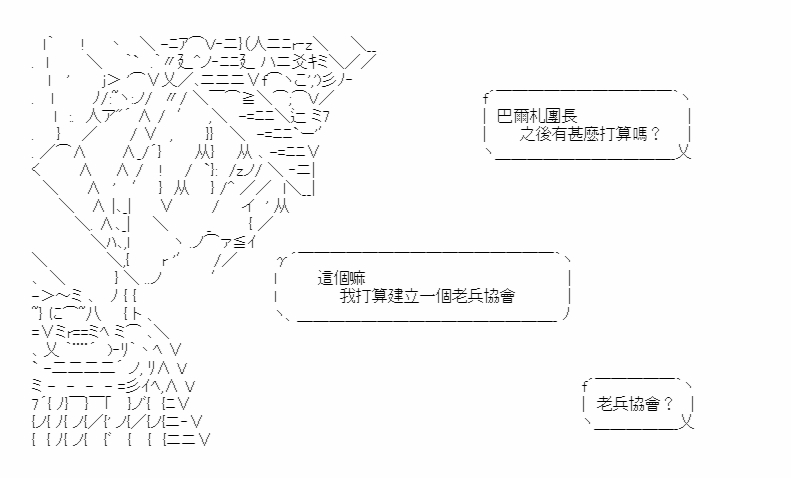 巴爾札團長
之後有甚麼打算嗎？
這個嘛
我打算建立一個老兵協會
老兵協會？